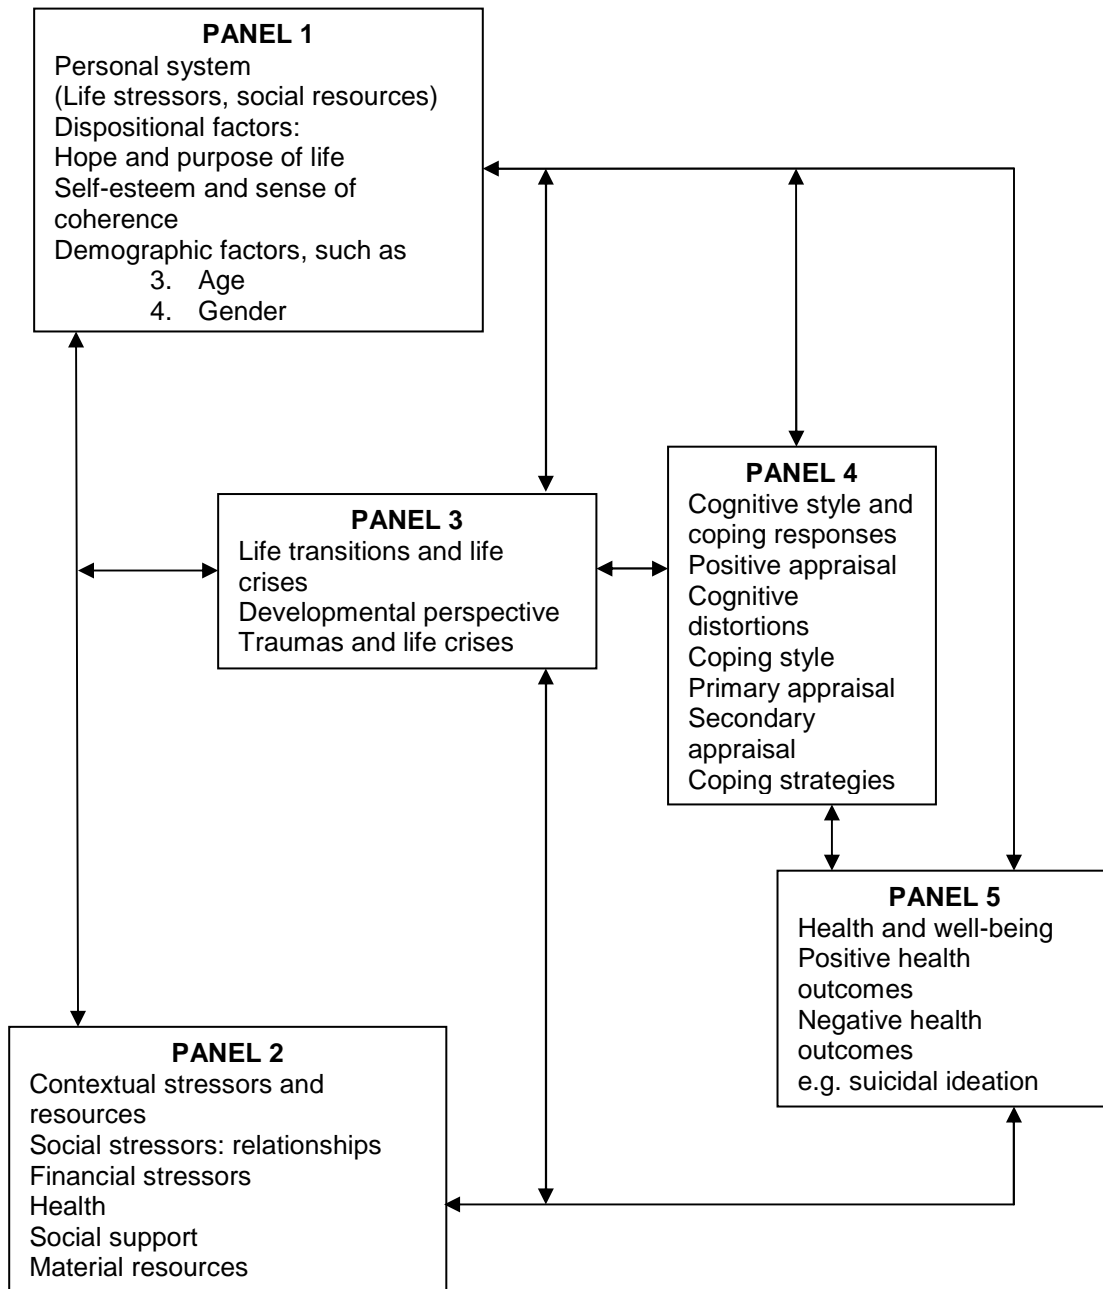 PANEL 1
Personal system
(Life stressors, social resources)
Dispositional factors:
Hope and purpose of life
Self-esteem and sense of
coherence
Demographic factors, such as
3. Age
4. Gender
PANEL 3
Life transitions and life
crises
Developmental perspective
Traumas and life crises
PANEL 4
Cognitive style and
coping responses
Positive appraisal
Cognitive
distortions
Coping style
Primary appraisal
Secondary
appraisal
Coping strategies
PANEL 5
Health and well-being
Positive health
outcomes
Negative health
outcomes
e.g. suicidal ideation
PANEL 2
Contextual stressors and
resources
Social stressors: relationships
Financial stressors
Health
Social support
Material resources